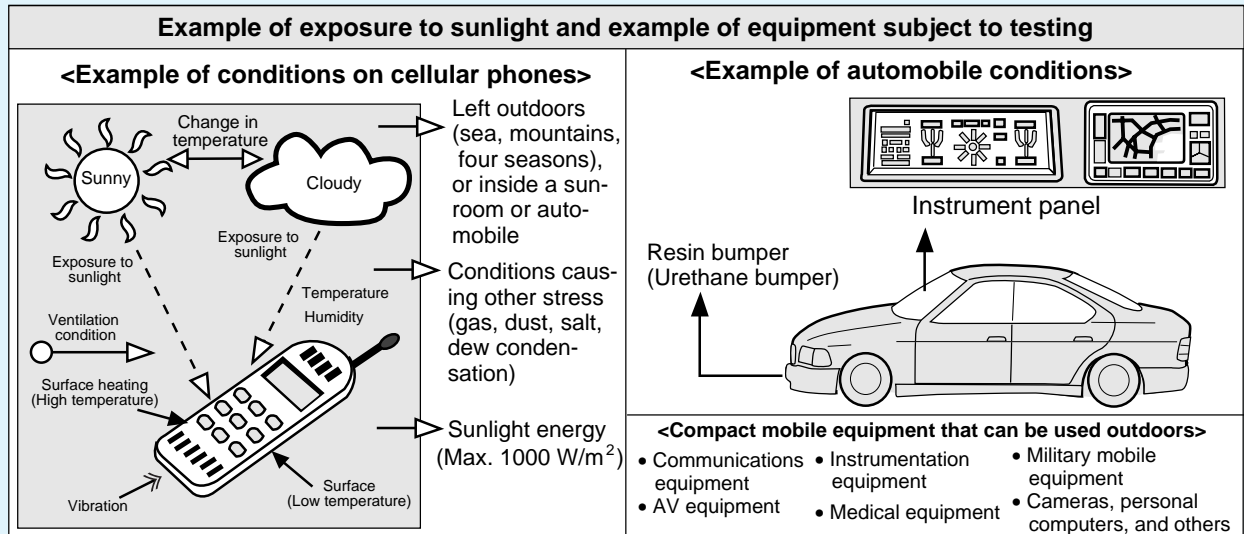 Example of exposure to sunlight and example of equipment subject to testing
<Example of conditions on cellular phones>
Change in
temperature
Sunny
Cloudy
Exposure to
sunlight
Exposure to
sunlight
Temperature
Humidity
Ventilation
condition
Surface heating
(High temperature)
Vibration
Surface
(Low temperature)
Left outdoors
(sea, mountains,
four seasons),
or inside a sun-
room or auto-
mobile
Conditions caus-
ing other stress
(gas, dust, salt,
dew conden-
sation)
Sunlight energy
(Max. 1000 W/m²)
<Example of automobile conditions>
Instrument panel
Resin bumper
(Urethane bumper)
<Compact mobile equipment that can be used outdoors>
• Communications
equipment
• AV equipment
• Instrumentation
equipment
• Medical equipment
• Military mobile
equipment
• Cameras, personal
computers, and others